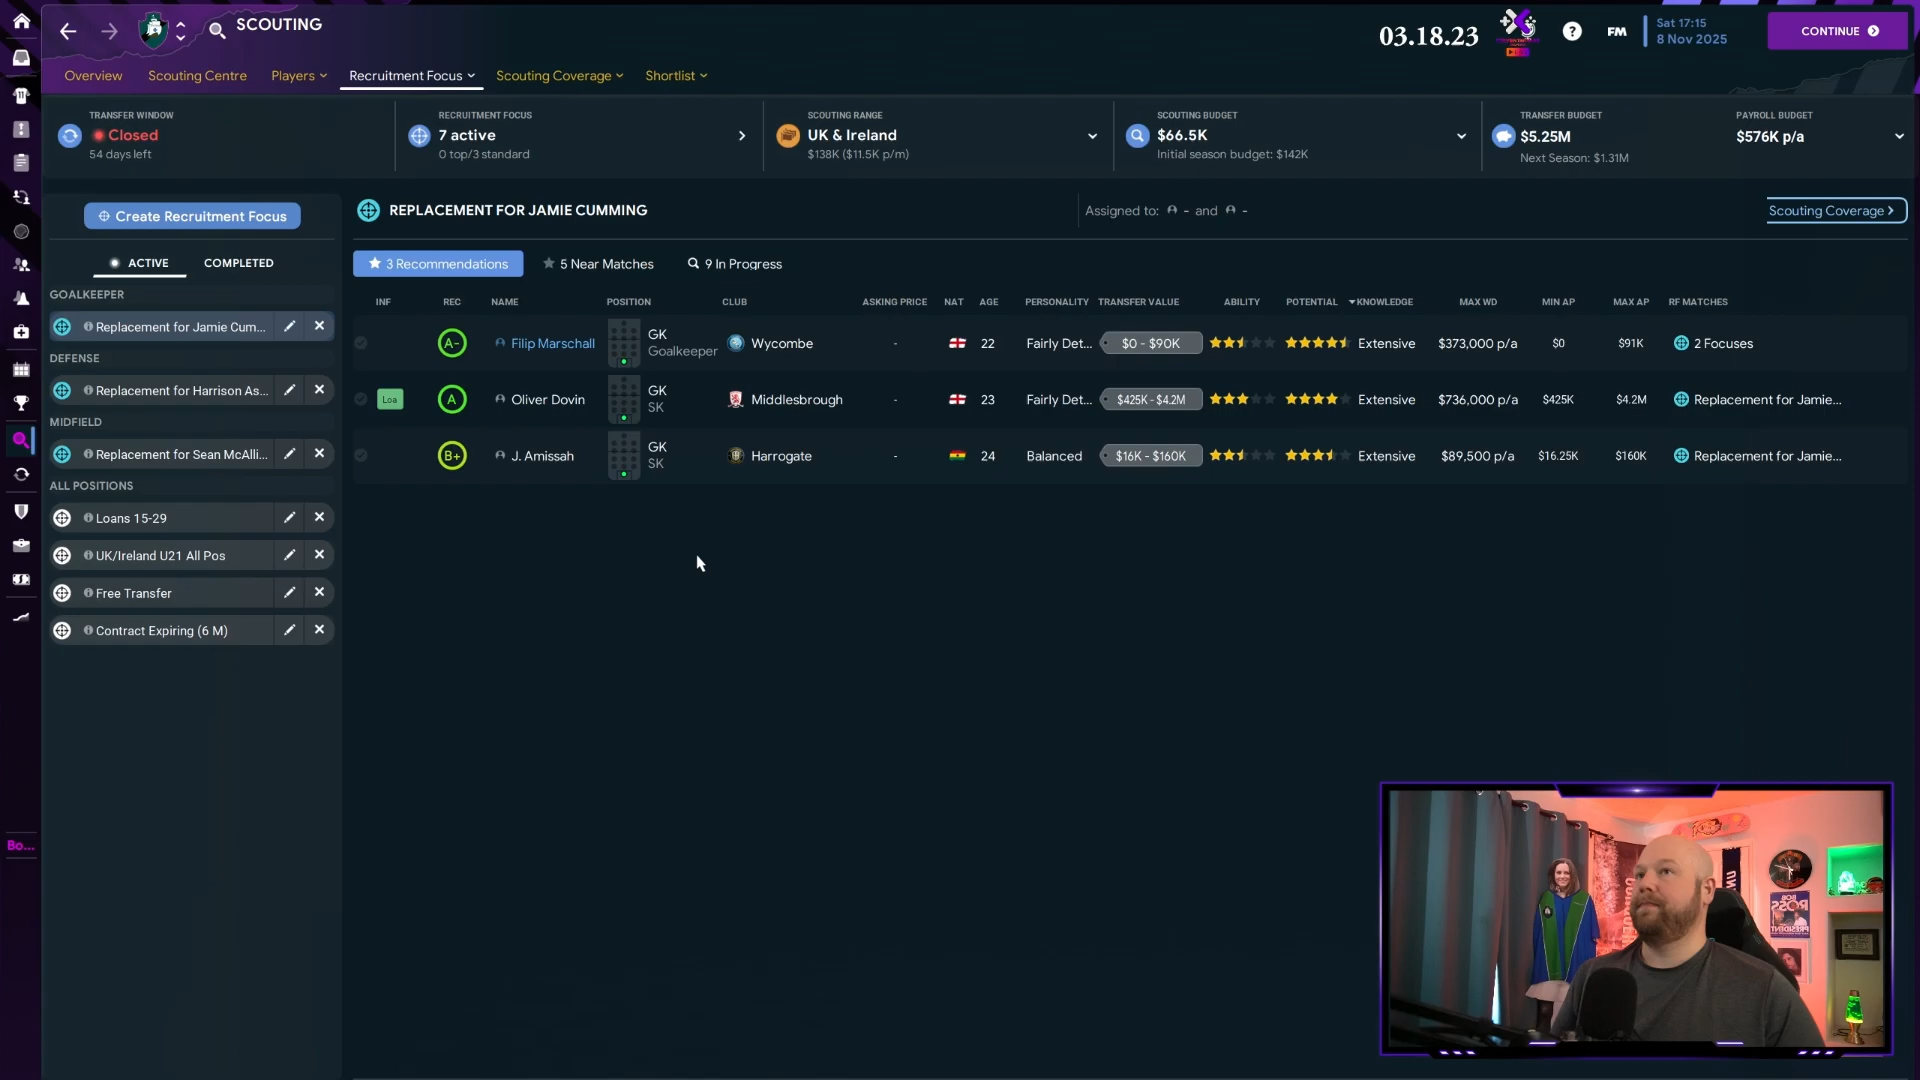 SCOUTING
03.18.23
FM
Sat 17:15
8 Nov 2025
CONTINUE
Overview
Scouting Centre
Players
Recruitment Focus
Scouting Coverage
Shortlist
TRANSFER WINDOW
Closed
54 days left
RECRUITMENT FOCUS
7 active
0 top/3 standard
SCOUTING RANGE
UK & Ireland
$138K ($11.5K p/m)
SCOUTING BUDGET
$66.5K
Initial season budget: $142K
TRANSFER BUDGET
$5.25M
Next Season: $1.31M
PAYROLL BUDGET
$576K p/a
Create Recruitment Focus
ACTIVE
COMPLETED
GOALKEEPER
Replacement for Jamie Cum...
DEFENSE
Replacement for Harrison As...
MIDFIELD
Replacement for Sean McAlli...
ALL POSITIONS
Loans 15-29
UK/Ireland U21 All Pos
Free Transfer
Contract Expiring (6 M)
Bo...
REPLACEMENT FOR JAMIE CUMMING
Assigned to: - and -
Scouting Coverage >
3 Recommendations
5 Near Matches
9 In Progress
INF REC NAME POSITION CLUB ASKING PRICE NAT AGE PERSONALITY TRANSFER VALUE ABILITY POTENTIAL KNOWLEDGE MAX WD MIN AP MAX AP RF MATCHES
A- Filip Marschall GK Goalkeeper Wycombe - 22 Fairly Det... $0 - $90K Extensive $373,000 p/a $0 $91K 2 Focuses
Loa A Oliver Dovin GK SK Middlesbrough - 23 Fairly Det... $425K - $4.2M Extensive $736,000 p/a $425K $4.2M Replacement for Jamie...
B+ J. Amissah GK SK Harrogate - 24 Balanced $16K - $160K Extensive $89,500 p/a $16.25K $160K Replacement for Jamie...
BOB
ROSS
PRESIDENT